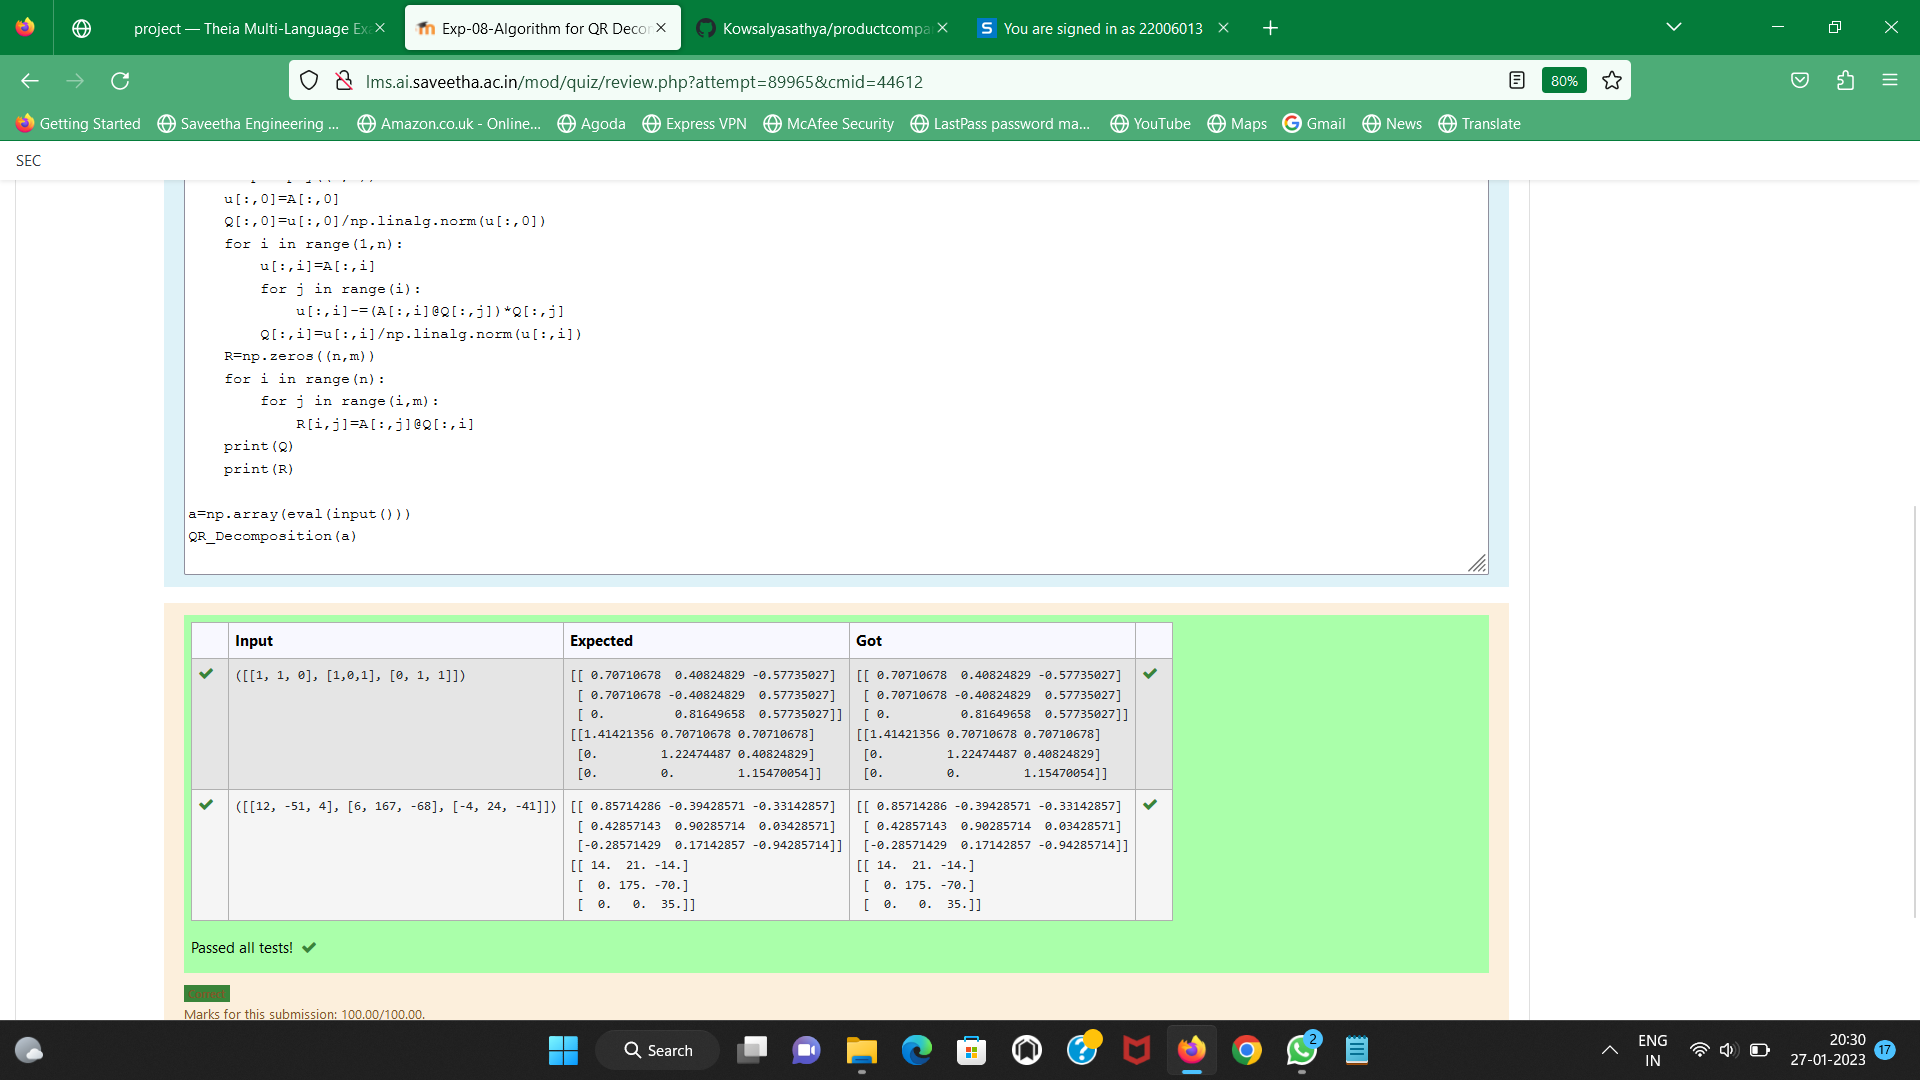 project — Theia Multi-Language Ex
Exp-08-Algorithm for QR Decor
Kowsalyasathya/productcompa
S You are signed in as 22006013
lms.ai.saveetha.ac.in/mod/quiz/review.php?attempt=89965&cmid=44612
80%
Getting Started
Saveetha Engineering ...
Amazon.co.uk - Online...
Agoda
Express VPN
McAfee Security
LastPass password ma...
YouTube
Maps
Gmail
News
Translate
SEC
u[:,0]=A[:,0]
Q[:,0]=u[:,0]/np.linalg.norm(u[:,0])
for i in range(1,n):
u[:,i]=A[:,i]
for j in range(i):
u[:,i]-=(A[:,i]@Q[:,j])*Q[:,j]
Q[:,i]=u[:,i]/np.linalg.norm(u[:,i])
R=np.zeros((n,m))
for i in range(n):
for j in range(i,m):
R[i,j]=A[:,j]@Q[:,i]
print(Q)
print(R)
a=np.array(eval(input()))
QR_Decomposition(a)
Input Expected Got
([[1, 1, 0], [1,0,1], [0, 1, 1]])
[[ 0.70710678 0.40824829 -0.57735027]
[ 0.70710678 -0.40824829 0.57735027]
[ 0. 0.81649658 0.57735027]]
[[1.41421356 0.70710678 0.70710678]
[0. 1.22474487 0.40824829]
[0. 0. 1.15470054]]
[[ 0.70710678 0.40824829 -0.57735027]
[ 0.70710678 -0.40824829 0.57735027]
[ 0. 0.81649658 0.57735027]]
[[1.41421356 0.70710678 0.70710678]
[0. 1.22474487 0.40824829]
[0. 0. 1.15470054]]
([[12, -51, 4], [6, 167, -68], [-4, 24, -41]])
[[ 0.85714286 -0.39428571 -0.33142857]
[ 0.42857143 0.90285714 0.03428571]
[-0.28571429 0.17142857 -0.94285714]]
[[ 14. 21. -14.]
[ 0. 175. -70.]
[ 0. 0. 35.]]
[[ 0.85714286 -0.39428571 -0.33142857]
[ 0.42857143 0.90285714 0.03428571]
[-0.28571429 0.17142857 -0.94285714]]
[[ 14. 21. -14.]
[ 0. 175. -70.]
[ 0. 0. 35.]]
Passed all tests!
Correct
Marks for this submission: 100.00/100.00.
Search
2
ENG
IN
20:30
27-01-2023
17